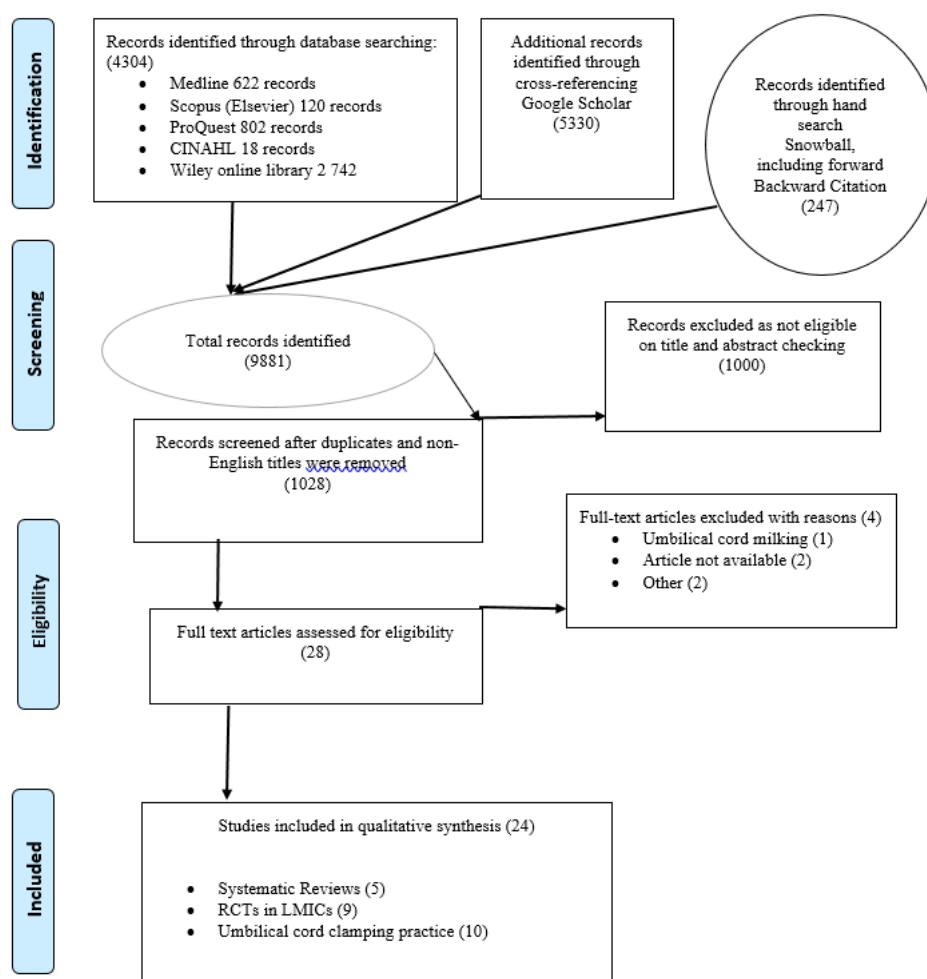 Identification
Records identified through database searching:
(4304)
• Medline 622 records
• Scopus (Elsevier) 120 records
• ProQuest 802 records
• CINAHL 18 records
• Wiley online library 2 742
Additional records
identified through
cross-referencing
Google Scholar
(5330)
Records identified
through hand
search
Snowball,
including forward
Backward Citation
(247)
Screening
Total records identified
(9881)
Records excluded as not eligible
on title and abstract checking
(1000)
Records screened after duplicates and non-
English titles were removed
(1028)
Eligibility
Full-text articles excluded with reasons (4)
• Umbilical cord milking (1)
• Article not available (2)
• Other (2)
Full text articles assessed for eligibility
(28)
Included
Studies included in qualitative synthesis (24)
• Systematic Reviews (5)
• RCTs in LMICs (9)
• Umbilical cord clamping practice (10)